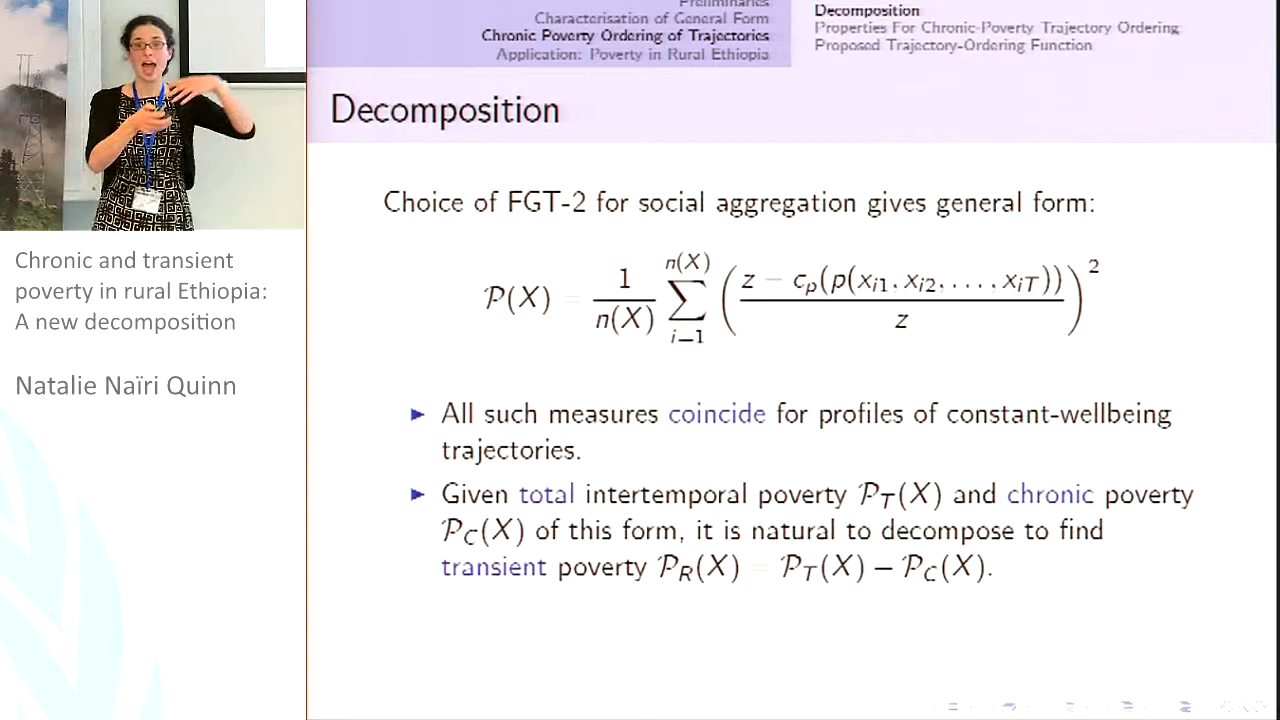 Preliminaries
Characterisation of General Form
Chronic Poverty Ordering of Trajectories
Application: Poverty in Rural Ethiopia
Decomposition
Properties For Chronic-Poverty Trajectory Ordering
Proposed Trajectory-Ordering Function
Decomposition
Choice of FGT-2 for social aggregation gives general form:
𝒫(X) = 1/n(X) ∑_{i=1}^{n(X)} ((z − c_p(p(x_{i1}, x_{i2}, . . . , x_{iT})))/z)^2
▶ All such measures coincide for profiles of constant-wellbeing
trajectories.
▶ Given total intertemporal poverty 𝒫_T(X) and chronic poverty
𝒫_C(X) of this form, it is natural to decompose to find
transient poverty 𝒫_R(X) = 𝒫_T(X) − 𝒫_C(X).
Chronic and transient
poverty in rural Ethiopia:
A new decomposition
Natalie Naïri Quinn